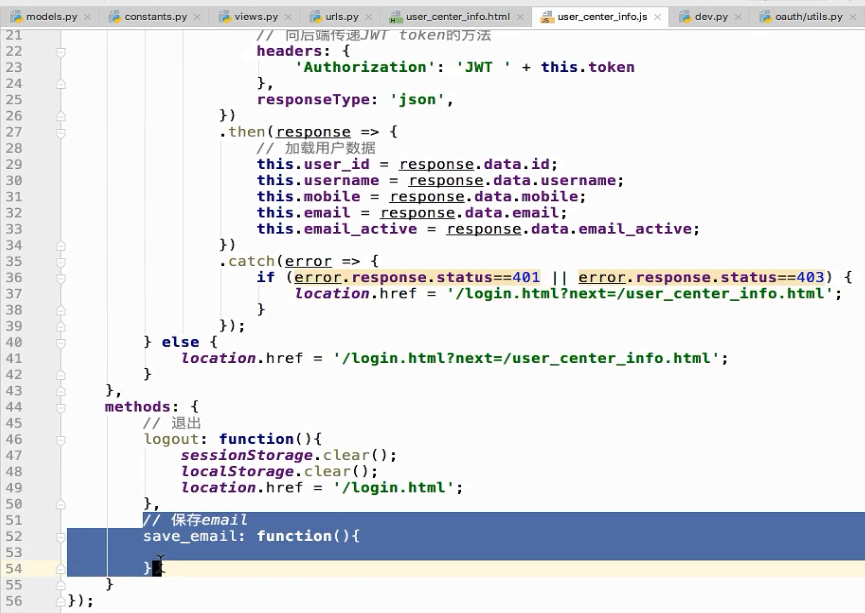 models.py × constants.py × views.py × urls.py × user_center_info.html × user_center_info.js × dev.py × oauth/utils.py ×
21 // 向后端传递JWT token的方法
22 headers: {
23 'Authorization': 'JWT ' + this.token
24 },
25 responseType: 'json',
26 })
27 .then(response => {
28 // 加载用户数据
29 this.user_id = response.data.id;
30 this.username = response.data.username;
31 this.mobile = response.data.mobile;
32 this.email = response.data.email;
33 this.email_active = response.data.email_active;
34 })
35 .catch(error => {
36 if (error.response.status==401 || error.response.status==403) {
37 location.href = '/login.html?next=/user_center_info.html';
38 }
39 });
40 } else {
41 location.href = '/login.html?next=/user_center_info.html';
42 }
43 },
44 methods: {
45 // 退出
46 logout: function(){
47 sessionStorage.clear();
48 localStorage.clear();
49 location.href = '/login.html';
50 },
51 // 保存email
52 save_email: function(){
53
54 }
55 }
56 });